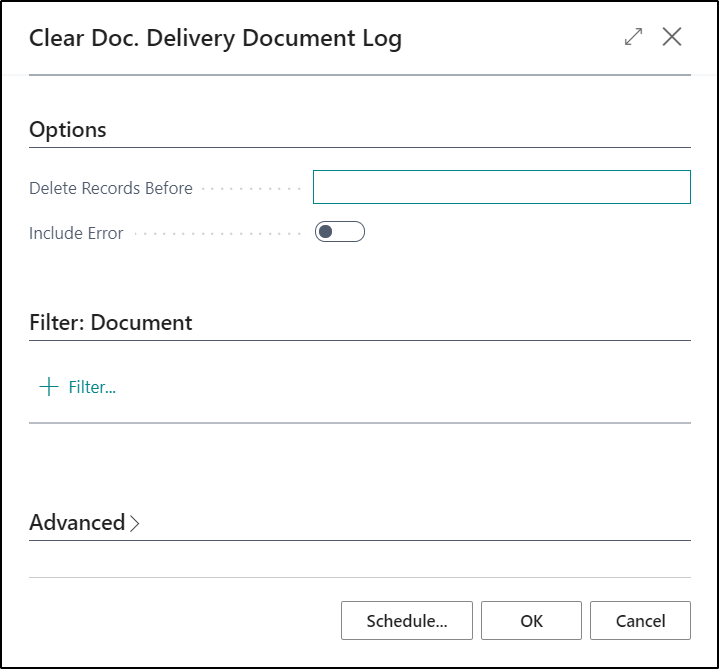 Clear Doc. Delivery Document Log
Options
Delete Records Before
Include Error
Filter: Document
Filter...
Advanced
Schedule... OK Cancel